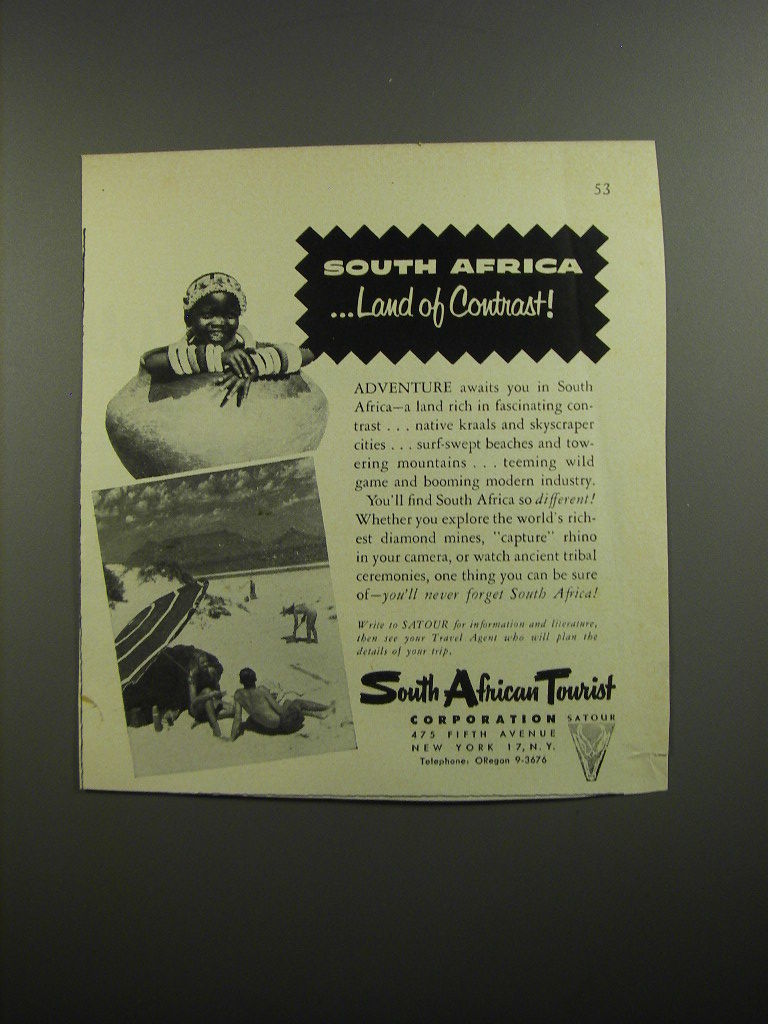 53
SOUTH AFRICA
...Land of Contrast!
ADVENTURE awaits you in South
Africa—a land rich in fascinating con-
trast . . . native kraals and skyscraper
cities . . . surf-swept beaches and tow-
ering mountains . . . teeming wild
game and booming modern industry.
You'll find South Africa so different!
Whether you explore the world's rich-
est diamond mines, "capture" rhino
in your camera, or watch ancient tribal
ceremonies, one thing you can be sure
of—you'll never forget South Africa!
Write to SATOUR for information and literature,
then see your Travel Agent who will plan the
details of your trip.
South African Tourist
CORPORATION
475 FIFTH AVENUE
NEW YORK 17, N. Y.
Telephone: ORegon 9-3676
SATOUR